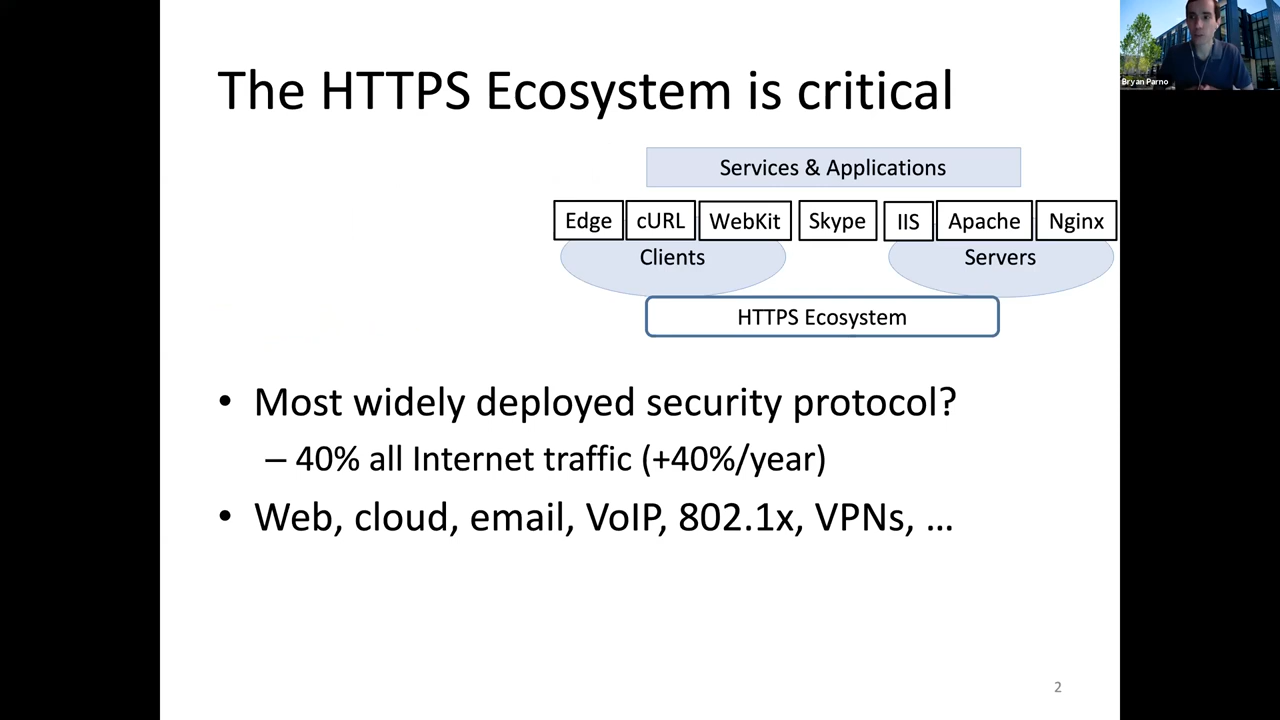 The HTTPS Ecosystem is critical
Bryan Parno
Services & Applications
Edge cURL WebKit Skype IIS Apache Nginx
Clients Servers
HTTPS Ecosystem
• Most widely deployed security protocol?
– 40% all Internet traffic (+40%/year)
• Web, cloud, email, VoIP, 802.1x, VPNs, …
2